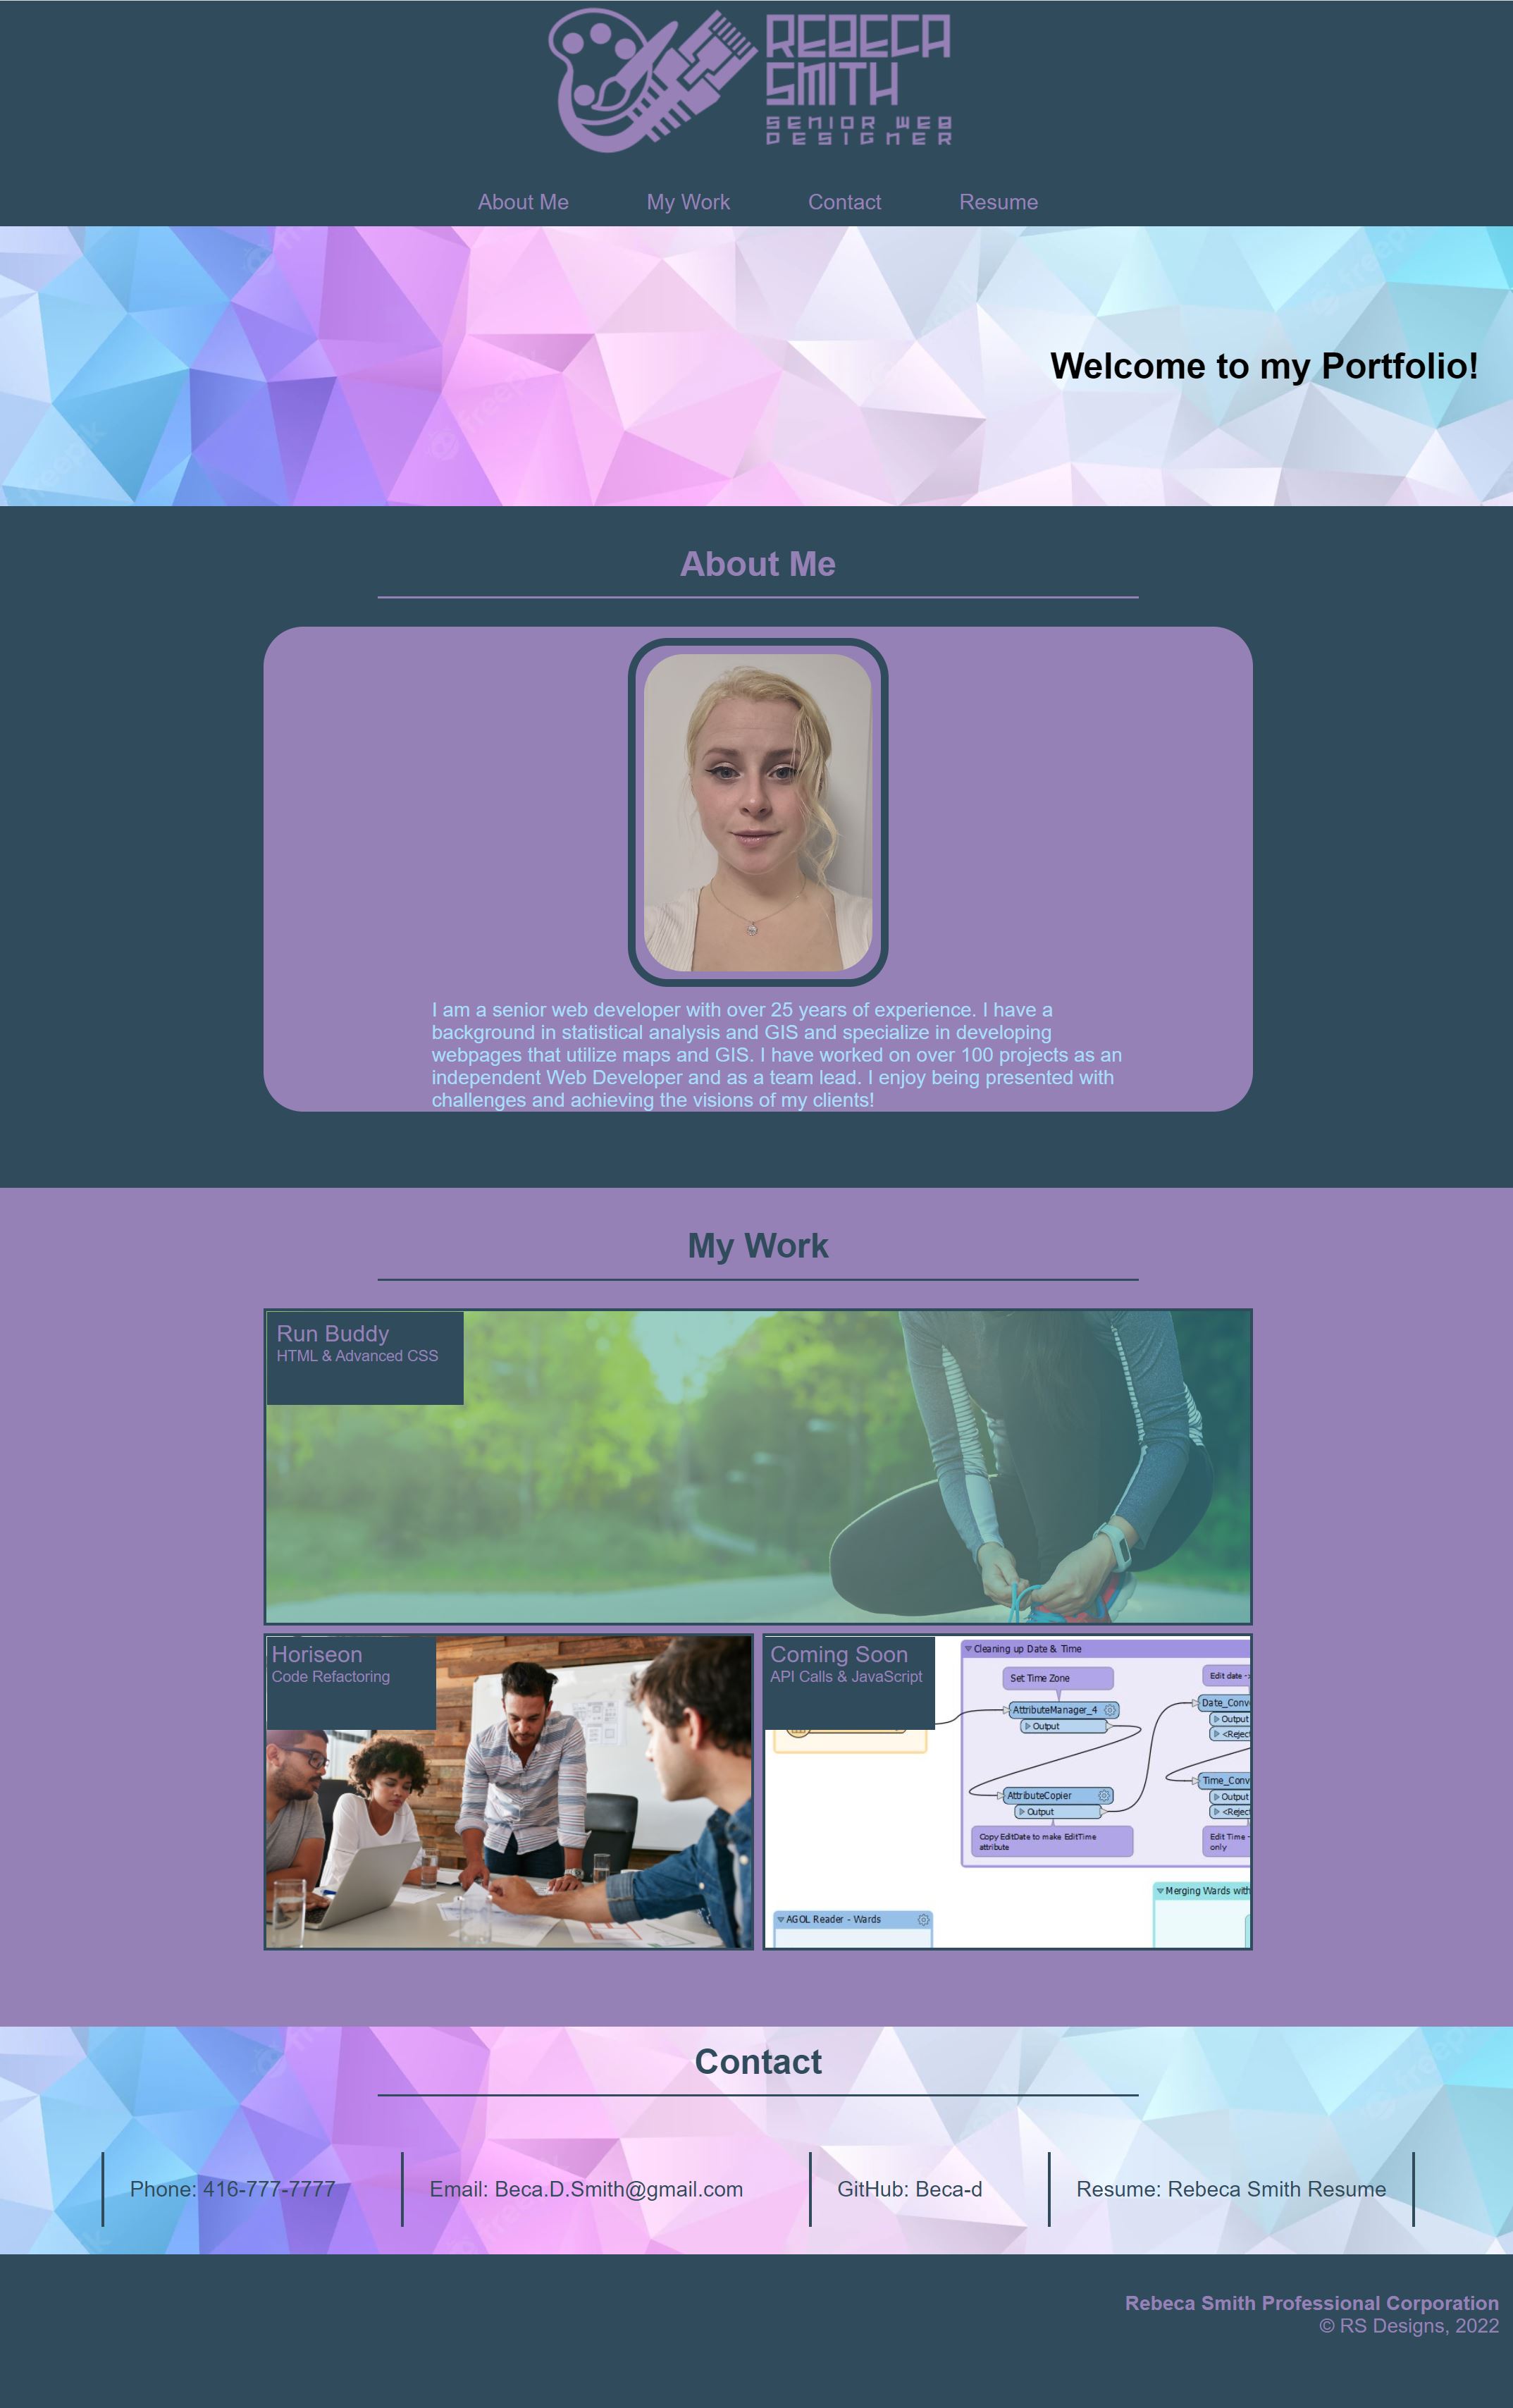 REBECA
SMITH
SENIOR WEB
DESIGNER
About Me
My Work
Contact
Resume
Welcome to my Portfolio!
About Me
I am a senior web developer with over 25 years of experience. I have a
background in statistical analysis and GIS and specialize in developing
webpages that utilize maps and GIS. I have worked on over 100 projects as an
independent Web Developer and as a team lead. I enjoy being presented with
challenges and achieving the visions of my clients!
My Work
Run Buddy
HTML & Advanced CSS
Horiseon
Code Refactoring
Coming Soon
API Calls & JavaScript
Cleaning up Date & Time
Set Time Zone
Edit date
AttributeManager_4
Output
Date_Conv
Output
<Reject
AttributeCopier
Output
Time_Conv
Output
<Reject
Copy EditDate to make EditTime
attribute
Edit Time -
only
Merging Wards with
AGOL Reader - Wards
Contact
Phone: 416-777-7777
Email: Beca.D.Smith@gmail.com
GitHub: Beca-d
Resume: Rebeca Smith Resume
Rebeca Smith Professional Corporation
© RS Designs, 2022